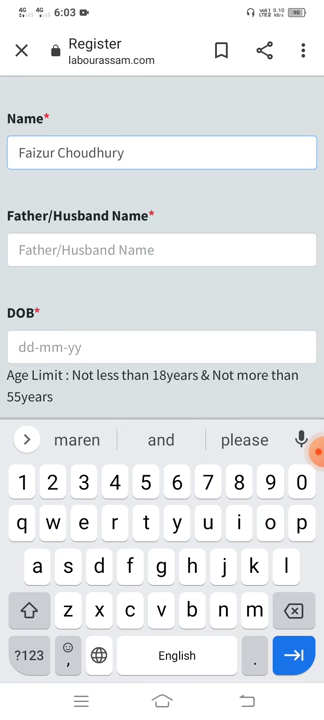 4G 4G 6:03
Register
labourassam.com
Name*
Faizur Choudhury
Father/Husband Name*
Father/Husband Name
DOB*
dd-mm-yy
Age Limit : Not less than 18years & Not more than
55years
maren and please
1 2 3 4 5 6 7 8 9 0
q w e r t y u i o p
a s d f g h j k l
z x c v b n m
?123 , English .